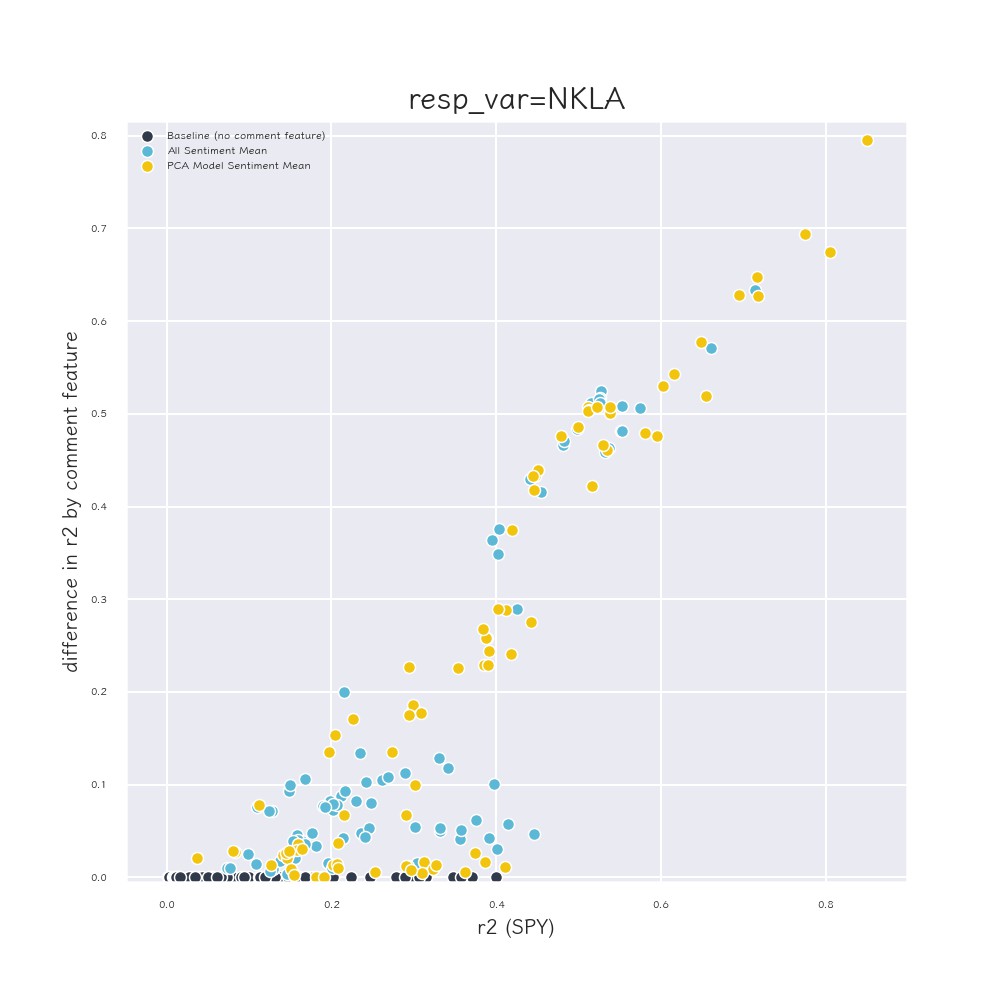 resp_var=NKLA
Baseline (no comment feature)
All Sentiment Mean
PCA Model Sentiment Mean
difference in r2 by comment feature
0.8
0.7
0.6
0.5
0.4
0.3
0.2
0.1
0.0
0.0 0.2 0.4 0.6 0.8
r2 (SPY)